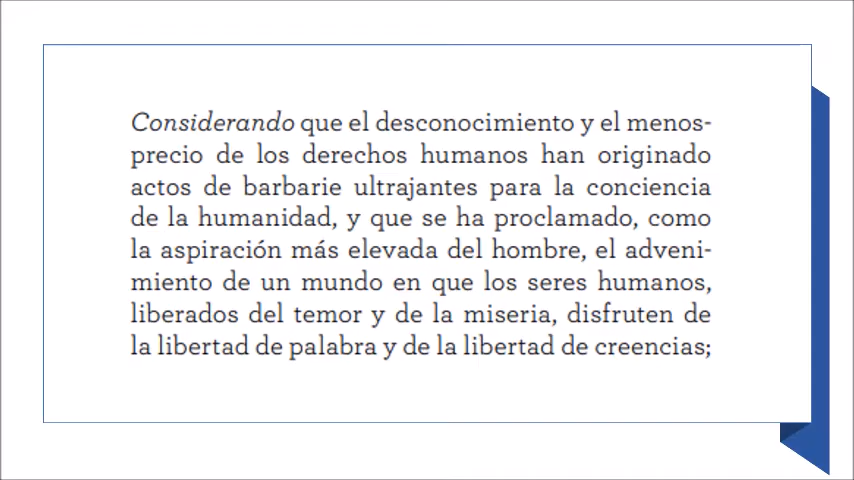 Considerando que el desconocimiento y el menos-
precio de los derechos humanos han originado
actos de barbarie ultrajantes para la conciencia
de la humanidad, y que se ha proclamado, como
la aspiración más elevada del hombre, el adveni-
miento de un mundo en que los seres humanos,
liberados del temor y de la miseria, disfruten de
la libertad de palabra y de la libertad de creencias;